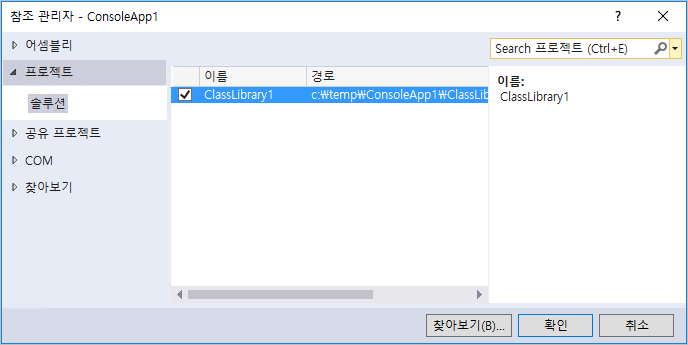 참조 관리자 - ConsoleApp1
? ×
어셈블리
프로젝트
솔루션
공유 프로젝트
COM
찾아보기
이름 경로
ClassLibrary1 c:₩temp₩ConsoleApp1₩ClassLib
Search 프로젝트 (Ctrl+E)
이름:
ClassLibrary1
찾아보기(B)... 확인 취소